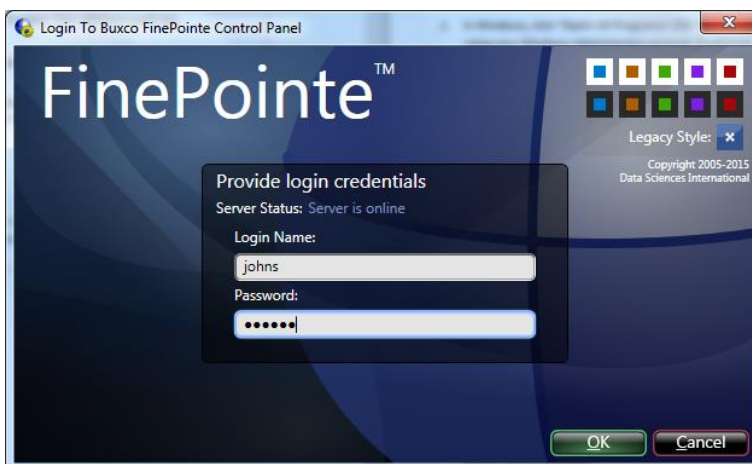 Login To Buxco FinePointe Control Panel
FinePointe™
Legacy Style:
Copyright 2005-2015
Data Sciences International
Provide login credentials
Server Status: Server is online
Login Name:
johns
Password:
●●●●●●
OK
Cancel